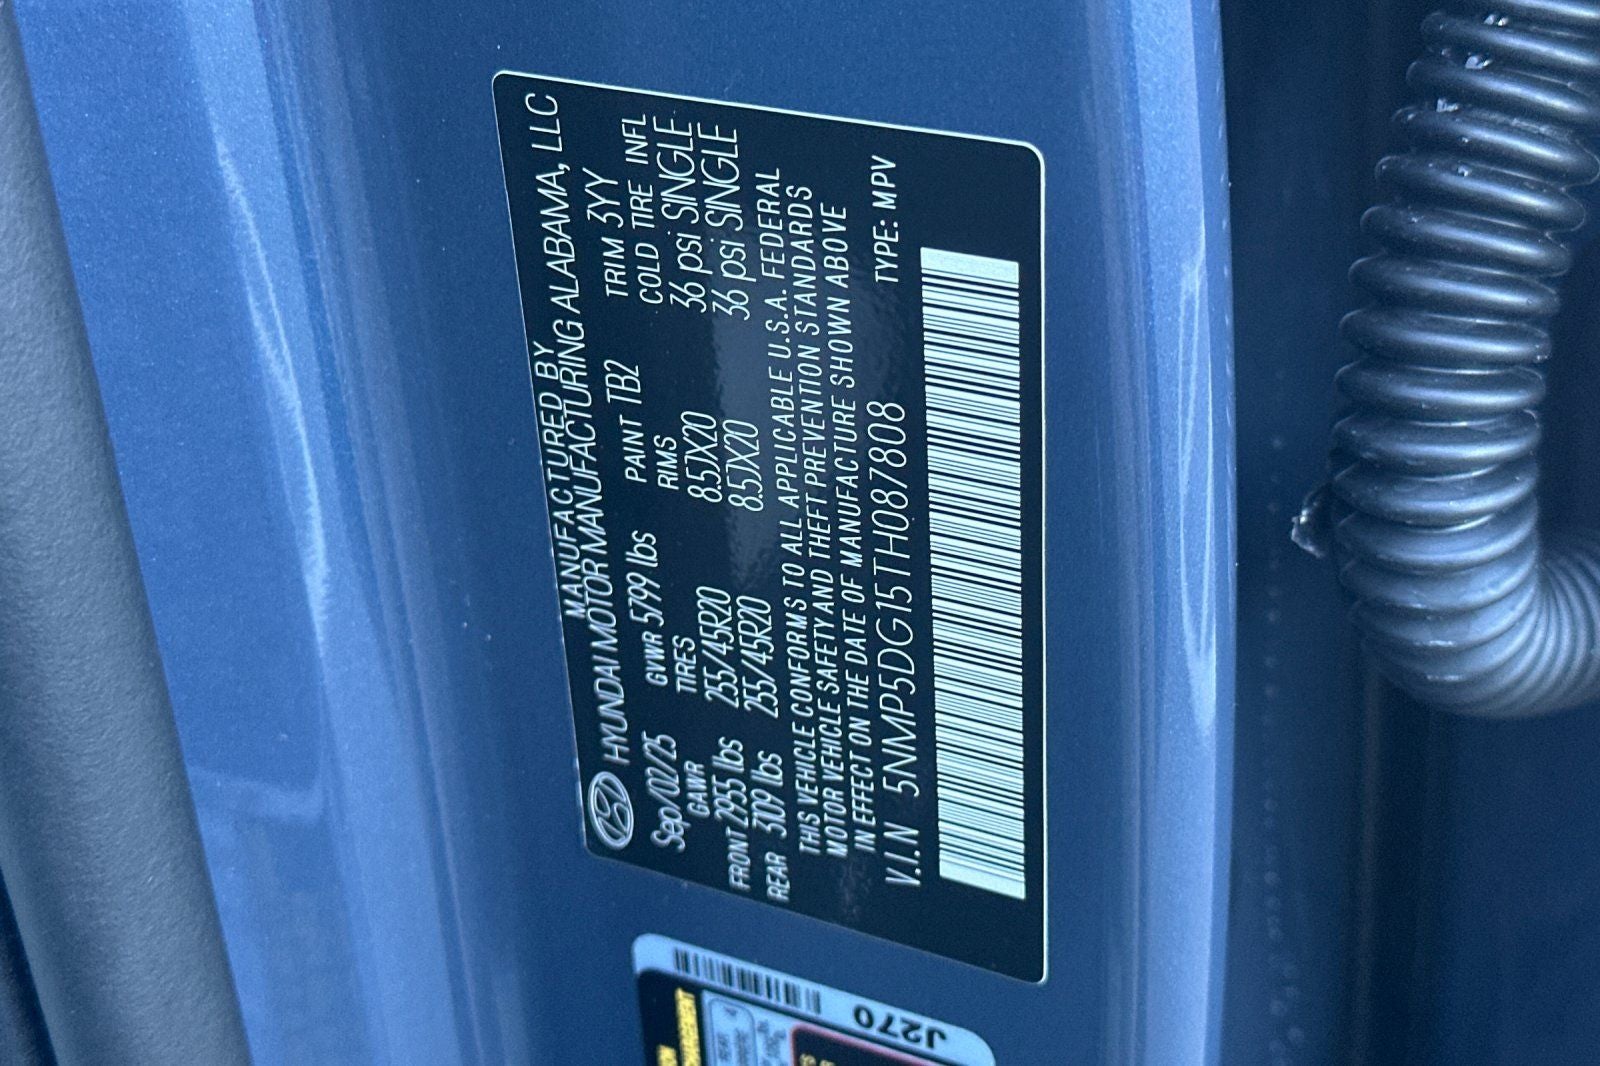 MANUFACTURED BY
HYUNDAI MOTOR MANUFACTURING ALABAMA, LLC
Sep/02/25 GVWR 5799 lbs PAINT TB2 TRIM 3YY
GAWR TIRES RIMS COLD TIRE INFL
FRONT 2955 lbs 255/45R20 8.5JX20 36 psi SINGLE
REAR 3109 lbs 255/45R20 8.5JX20 36 psi SINGLE
THIS VEHICLE CONFORMS TO ALL APPLICABLE U.S.A. FEDERAL
MOTOR VEHICLE SAFETY AND THEFT PREVENTION STANDARDS
IN EFFECT ON THE DATE OF MANUFACTURE SHOWN ABOVE
V.I.N 5NMP5DG15TH087808 TYPE: MPV
J270
REAR